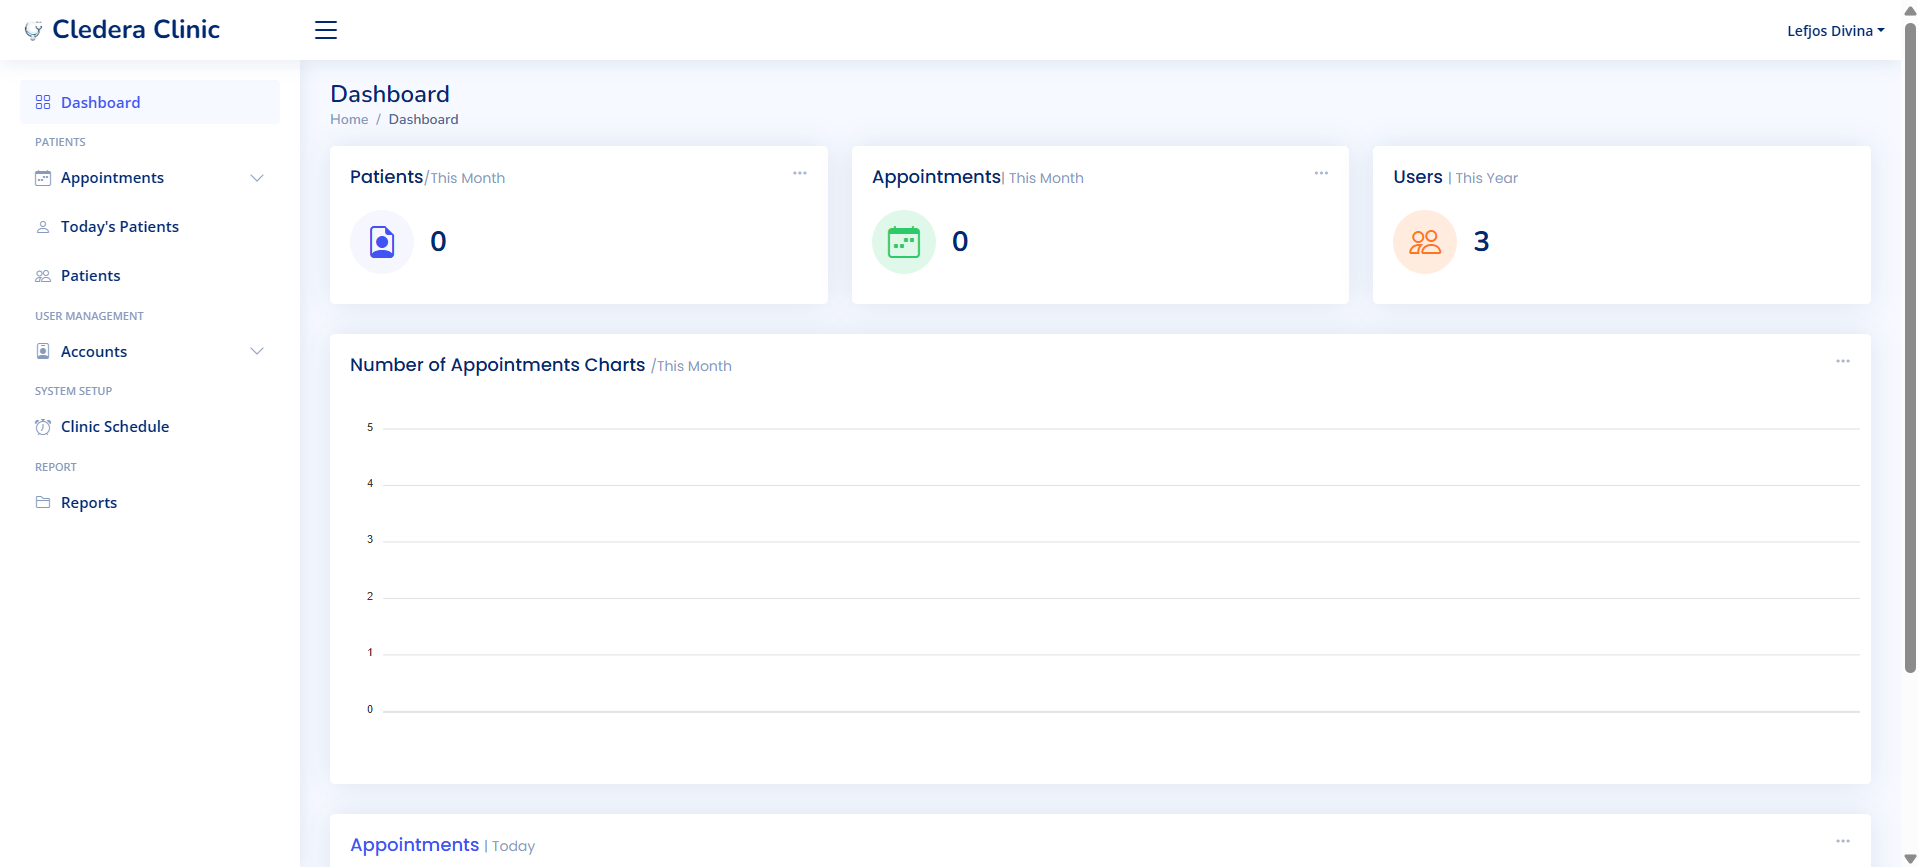 Cledera Clinic
Lefjos Divina
Dashboard
PATIENTS
Appointments
Today's Patients
Patients
USER MANAGEMENT
Accounts
SYSTEM SETUP
Clinic Schedule
REPORT
Reports
Dashboard
Home / Dashboard
Patients/This Month
0
Appointments| This Month
0
Users | This Year
3
Number of Appointments Charts /This Month
5
4
3
2
1
0
Appointments | Today